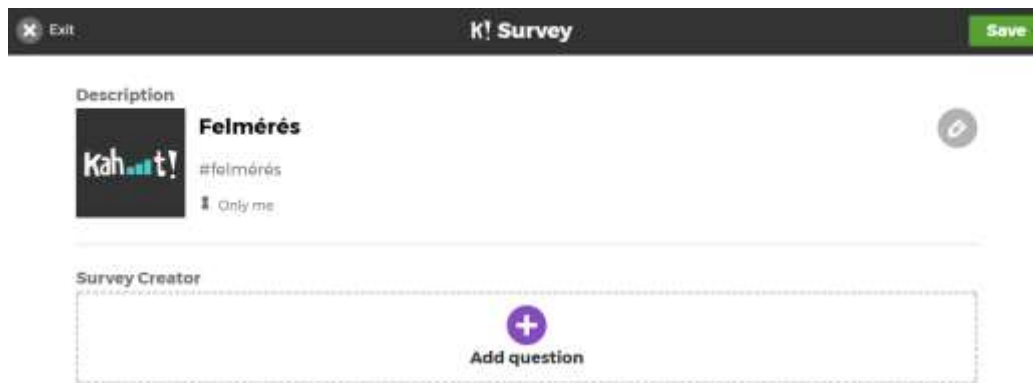 Exit
K! Survey
Save
Description
Kahoot!
Felmérés
#felmérés
Only me
Survey Creator
Add question